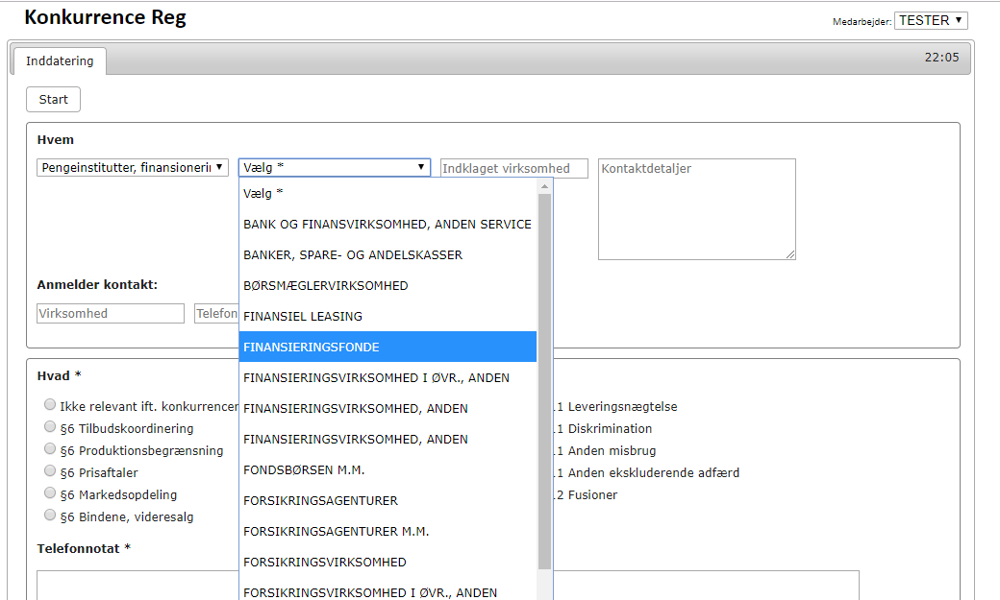 Konkurrence Reg
Medarbejder: TESTER
Inddatering
22:05
Start
Hvem
Pengeinstitutter, finansierin
Vælg *
Indklaget virksomhed
Kontaktdetaljer
Vælg *
BANK OG FINANSVIRKSOMHED, ANDEN SERVICE
BANKER, SPARE- OG ANDELSKASSER
BØRSMÆGLERVIRKSOMHED
FINANSIEL LEASING
FINANSIERINGSFONDE
FINANSIERINGSVIRKSOMHED I ØVR., ANDEN
FINANSIERINGSVIRKSOMHED, ANDEN
FINANSIERINGSVIRKSOMHED, ANDEN
FONDSBØRSEN M.M.
FORSIKRINGSAGENTURER
FORSIKRINGSAGENTURER M.M.
FORSIKRINGSVIRKSOMHED
FORSIKRINGSVIRKSOMHED I ØVR., ANDEN
Anmelder kontakt:
Virksomhed
Telefon
Hvad *
Ikke relevant ift. konkurrencer
§6 Tilbudskoordinering
§6 Produktionsbegrænsning
§6 Prisaftaler
§6 Markedsopdeling
§6 Bindene, videresalg
.1 Leveringsnægtelse
.1 Diskrimination
.1 Anden misbrug
.1 Anden ekskluderende adfærd
.2 Fusioner
Telefonnotat *